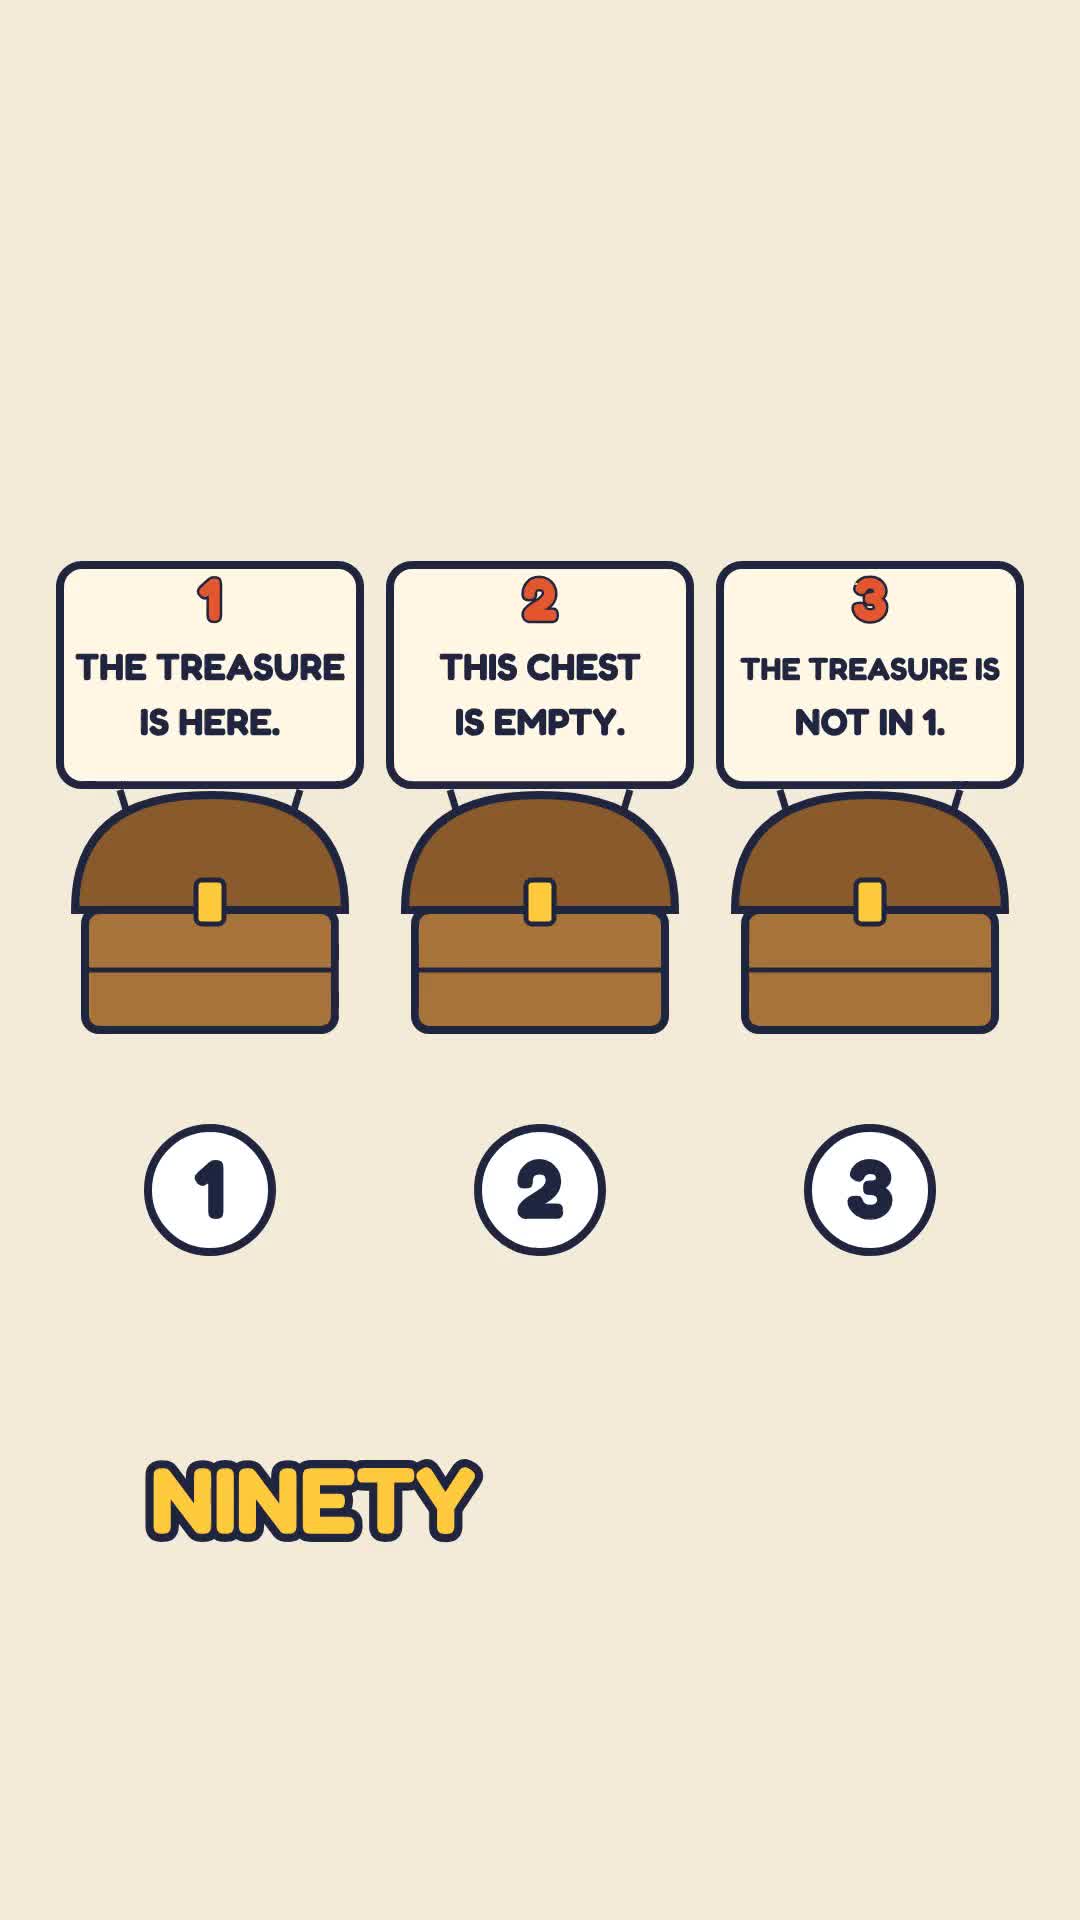 1
THE TREASURE
IS HERE.
2
THIS CHEST
IS EMPTY.
3
THE TREASURE IS
NOT IN 1.
1
2
3
NINETY